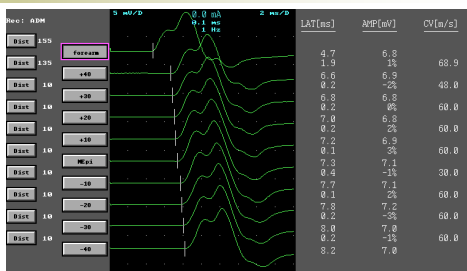 Rec: ADM
5 mV/D 0.0 mA 2 ms/D
0.1 ms
1 Hz
LAT[ms] AMP[mV] CV[m/s]
Dist 155
forearm
4.7 6.8
Dist 135
1.9 1% 68.9
+40
6.6 6.9
Dist 10
0.2 -2% 48.0
+30
6.8 6.8
Dist 10
0.2 0% 60.0
+20
7.0 6.8
Dist 10
0.2 2% 60.0
+10
7.2 6.9
Dist 10
0.1 3% 60.0
MEpi
7.3 7.1
Dist 10
0.4 -1% 30.0
-10
7.7 7.1
Dist 10
0.1 2% 60.0
-20
7.8 7.2
Dist 10
0.2 -3% 60.0
-30
8.0 7.0
Dist 10
0.2 -1% 60.0
-40
8.2 7.0